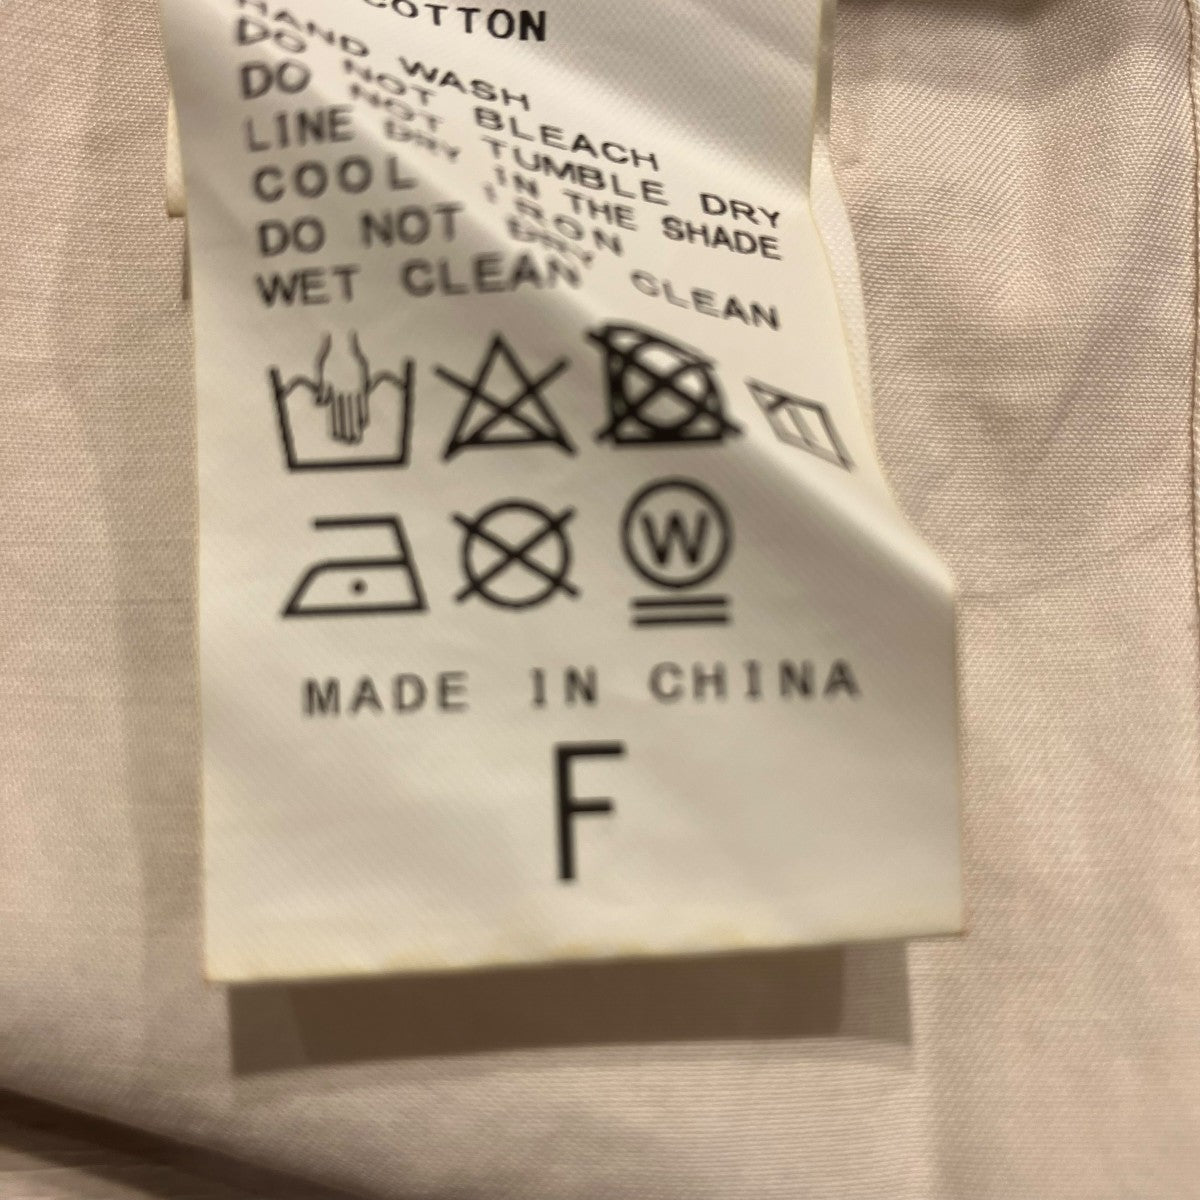 COTTON
HAND WASH
DO NOT BLEACH
DO NOT TUMBLE DRY
LINE DRY IN THE SHADE
COOL IRON
DO NOT DRY CLEAN
WET CLEAN
W
MADE IN CHINA
F